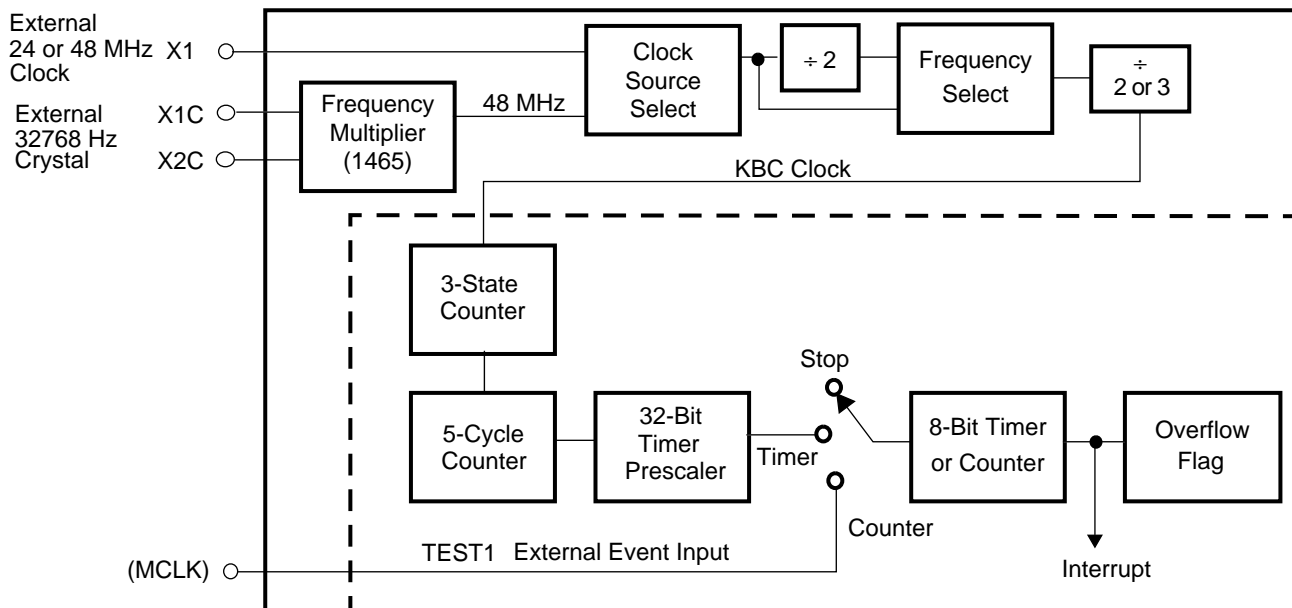 External
24 or 48 MHz
Clock
X1
External
32768 Hz
Crystal
X1C
X2C
Frequency
Multiplier
(1465)
48 MHz
Clock
Source
Select
÷ 2
Frequency
Select
÷
2 or 3
KBC Clock
3-State
Counter
5-Cycle
Counter
32-Bit
Timer
Prescaler
Stop
Timer
Counter
8-Bit Timer
or Counter
Overflow
Flag
Interrupt
(MCLK)
TEST1 External Event Input